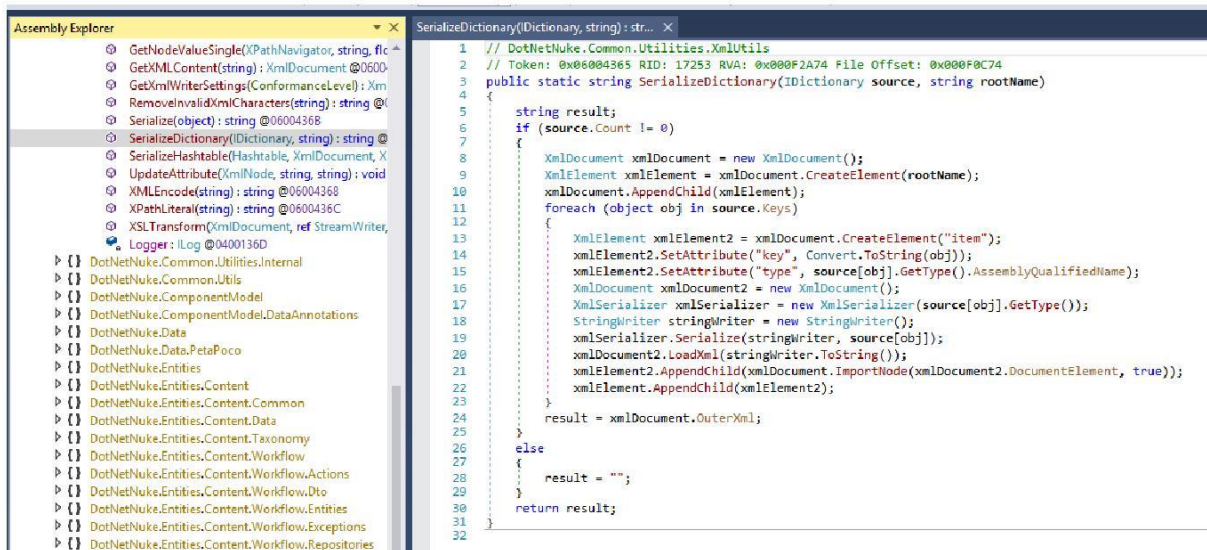 Assembly Explorer
GetNodeValueSingle(XPathNavigator, string, flo
GetXMLContent(string) : XmlDocument @0600
GetXmlWriterSettings(ConformanceLevel) : Xm
RemoveInvalidXmlCharacters(string) : string @0
Serialize(object) : string @0600436B
SerializeDictionary(IDictionary, string) : string @
SerializeHashtable(Hashtable, XmlDocument, X
UpdateAttribute(XmlNode, string, string) : void
XMLEncode(string) : string @06004368
XPathLiteral(string) : string @0600436C
XSLTransform(XmlDocument, ref StreamWriter,
Logger : ILog @0400136D
{} DotNetNuke.Common.Utilities.Internal
{} DotNetNuke.Common.Utils
{} DotNetNuke.ComponentModel
{} DotNetNuke.ComponentModel.DataAnnotations
{} DotNetNuke.Data
{} DotNetNuke.Data.PetaPoco
{} DotNetNuke.Entities
{} DotNetNuke.Entities.Content
{} DotNetNuke.Entities.Content.Common
{} DotNetNuke.Entities.Content.Data
{} DotNetNuke.Entities.Content.Taxonomy
{} DotNetNuke.Entities.Content.Workflow
{} DotNetNuke.Entities.Content.Workflow.Actions
{} DotNetNuke.Entities.Content.Workflow.Dto
{} DotNetNuke.Entities.Content.Workflow.Entities
{} DotNetNuke.Entities.Content.Workflow.Exceptions
{} DotNetNuke.Entities.Content.Workflow.Repositories
SerializeDictionary(IDictionary, string) : str... X
1 // DotNetNuke.Common.Utilities.XmlUtils
2 // Token: 0x06004365 RID: 17253 RVA: 0x000F2A74 File Offset: 0x000F0C74
3 public static string SerializeDictionary(IDictionary source, string rootName)
4 {
5 string result;
6 if (source.Count != 0)
7 {
8 XmlDocument xmlDocument = new XmlDocument();
9 XmlElement xmlElement = xmlDocument.CreateElement(rootName);
10 xmlDocument.AppendChild(xmlElement);
11 foreach (object obj in source.Keys)
12 {
13 XmlElement xmlElement2 = xmlDocument.CreateElement("item");
14 xmlElement2.SetAttribute("key", Convert.ToString(obj));
15 xmlElement2.SetAttribute("type", source[obj].GetType().AssemblyQualifiedName);
16 XmlDocument xmlDocument2 = new XmlDocument();
17 XmlSerializer xmlSerializer = new XmlSerializer(source[obj].GetType());
18 StringWriter stringWriter = new StringWriter();
19 xmlSerializer.Serialize(stringWriter, source[obj]);
20 xmlDocument2.LoadXml(stringWriter.ToString());
21 xmlElement2.AppendChild(xmlDocument.ImportNode(xmlDocument2.DocumentElement, true));
22 xmlElement.AppendChild(xmlElement2);
23 }
24 result = xmlDocument.OuterXml;
25 }
26 else
27 {
28 result = "";
29 }
30 return result;
31 }
32